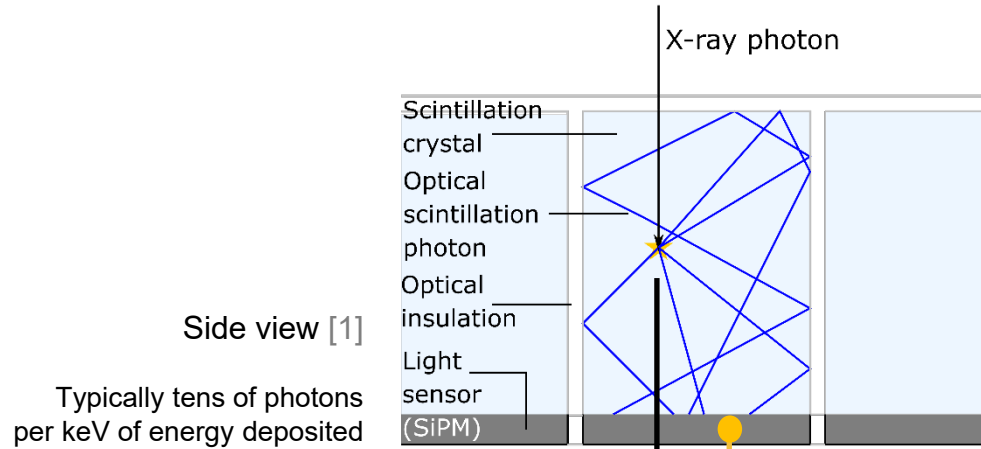 X-ray photon
Scintillation
crystal
Optical
scintillation
photon
Optical
insulation
Light
sensor
(SiPM)
Side view [1]
Typically tens of photons
per keV of energy deposited